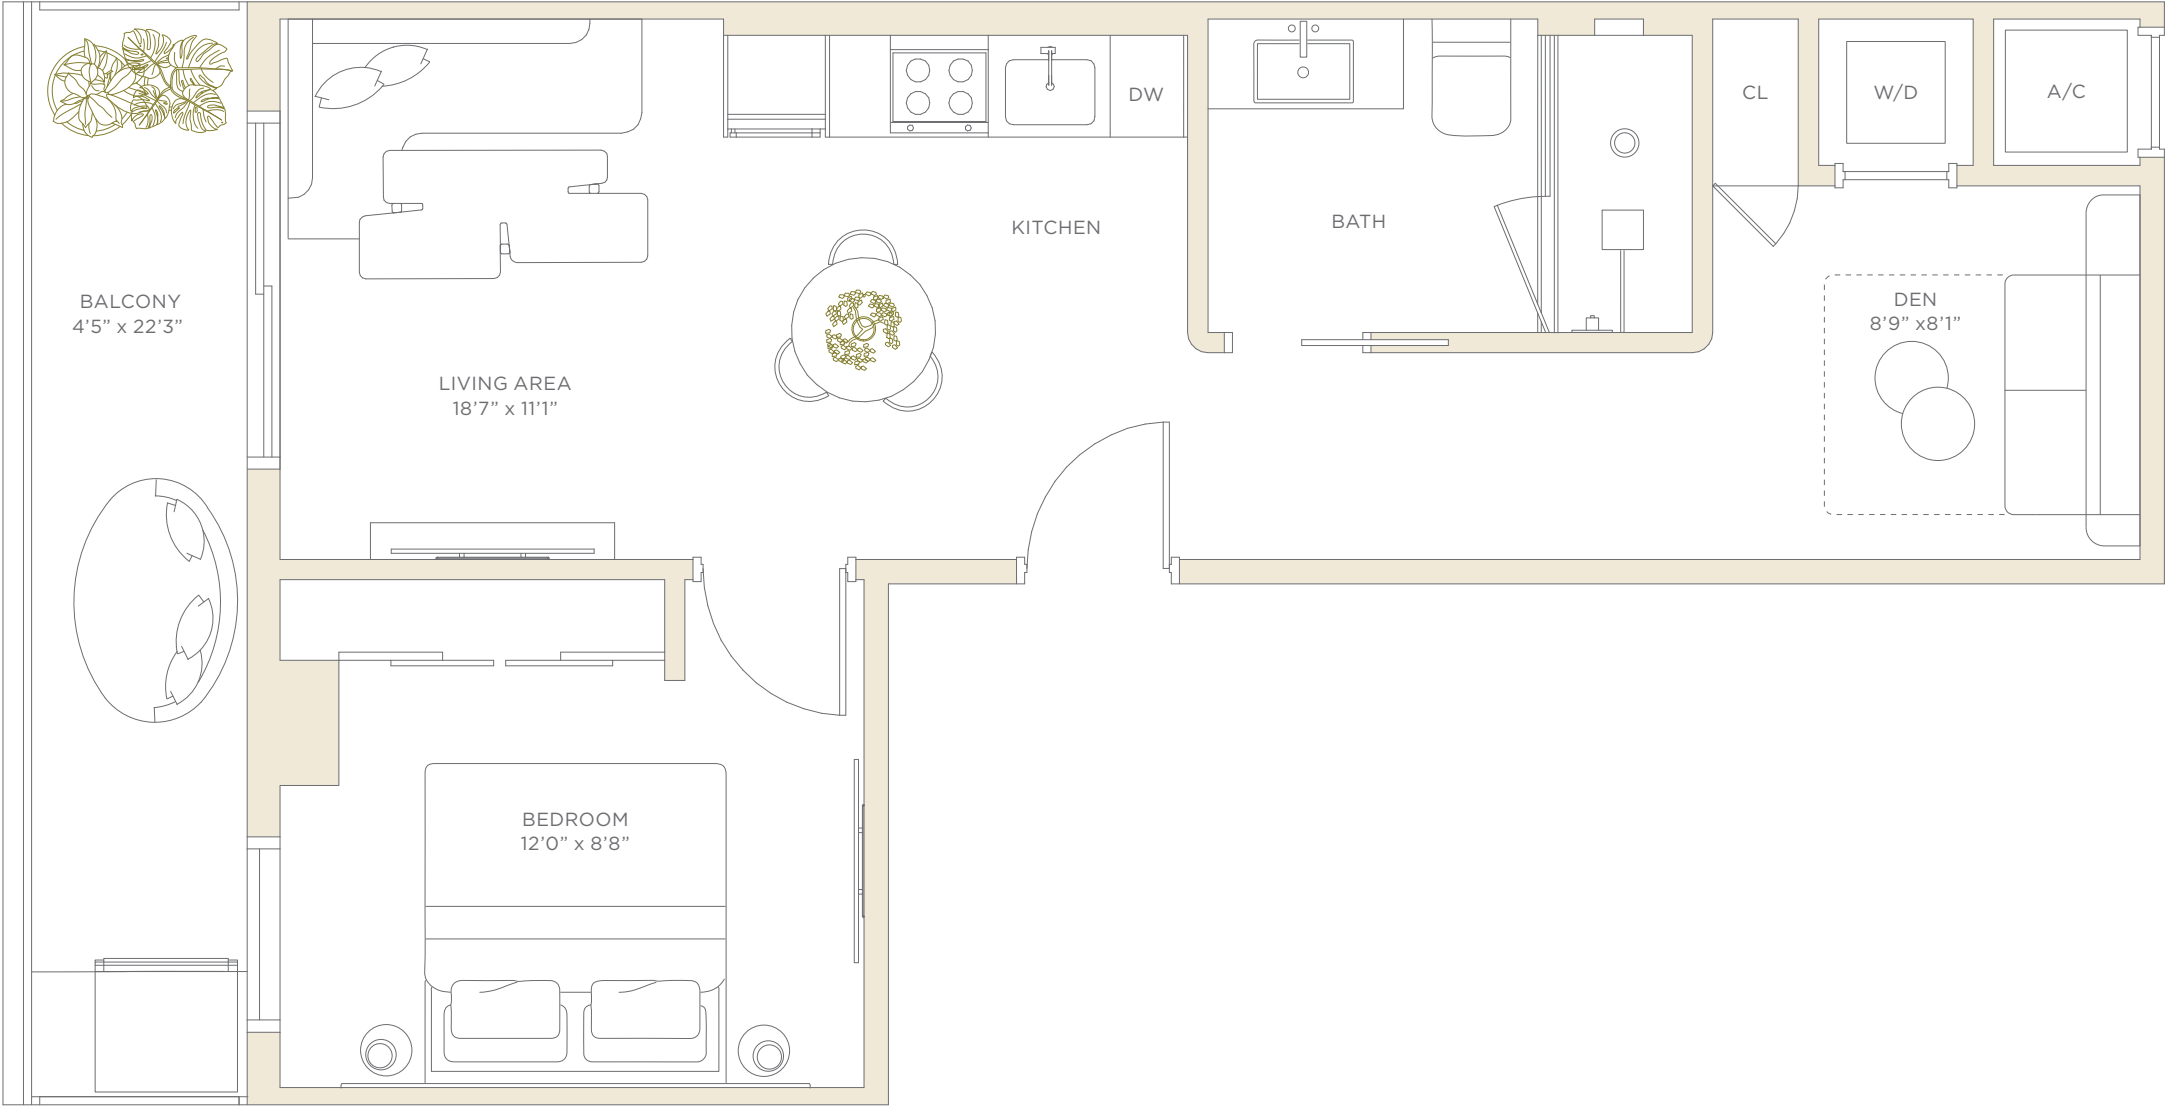 DW
CL
W/D
A/C
KITCHEN
BATH
BALCONY
4’5” x 22’3”
DEN
8’9” x8’1”
LIVING AREA
18’7” x 11’1”
BEDROOM
12’0” x 8’8”